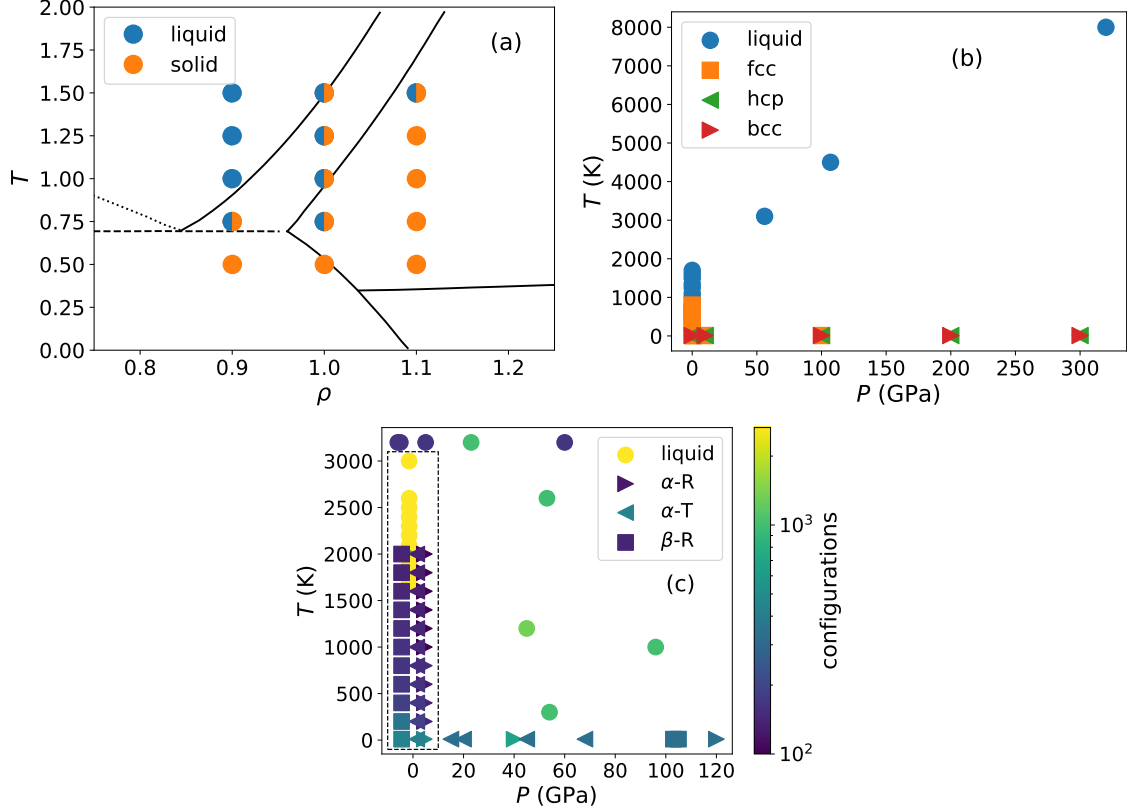 2.00
1.75
1.50
1.25
1.00
0.75
0.50
0.25
0.00
T
liquid
solid
(a)
0.8 0.9 1.0 1.1 1.2
ρ
8000
7000
6000
5000
4000
3000
2000
1000
0
T (K)
liquid
fcc
hcp
bcc
(b)
0 50 100 150 200 250 300
P (GPa)
3000
2500
2000
1500
1000
500
0
T (K)
liquid
α-R
α-T
β-R
(c)
0 20 40 60 80 100 120
P (GPa)
10³
10²
configurations